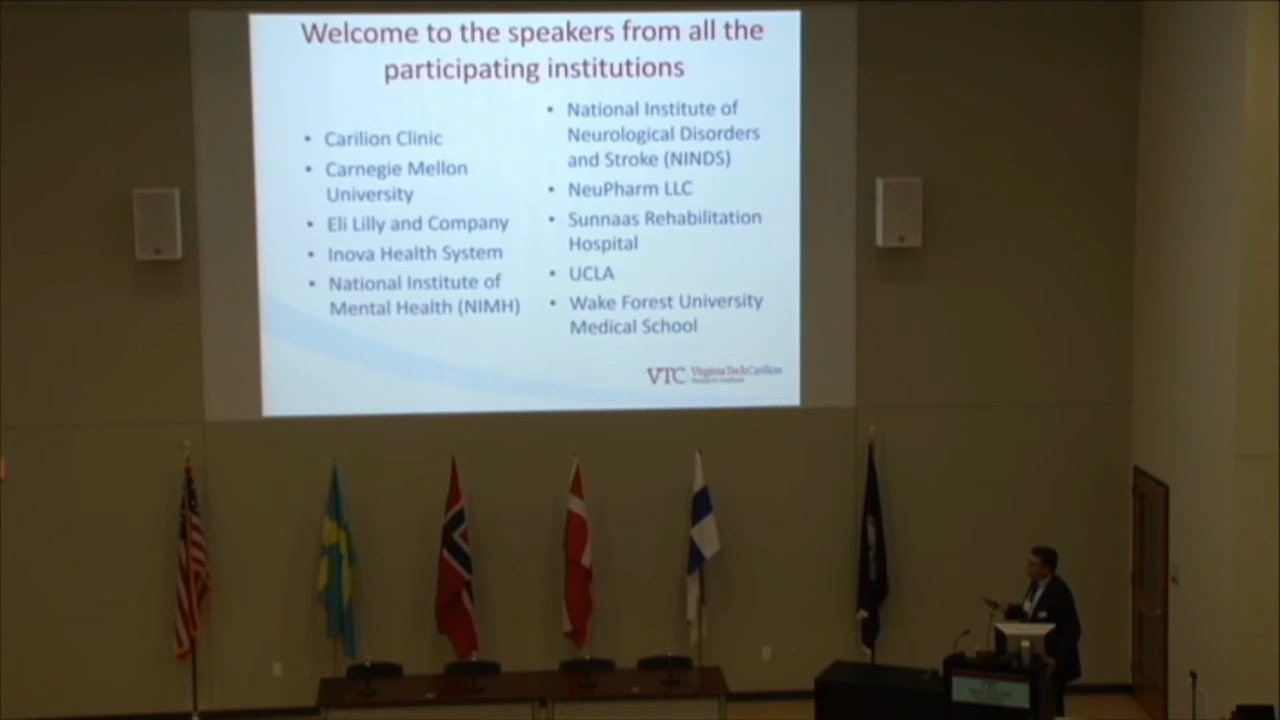 Welcome to the speakers from all the
participating institutions
• Carilion Clinic
• Carnegie Mellon
University
• Eli Lilly and Company
• Inova Health System
• National Institute of
Mental Health (NIMH)
• National Institute of
Neurological Disorders
and Stroke (NINDS)
• NeuPharm LLC
• Sunnaas Rehabilitation
Hospital
• UCLA
• Wake Forest University
Medical School
VTC VirginiaTechCarilion